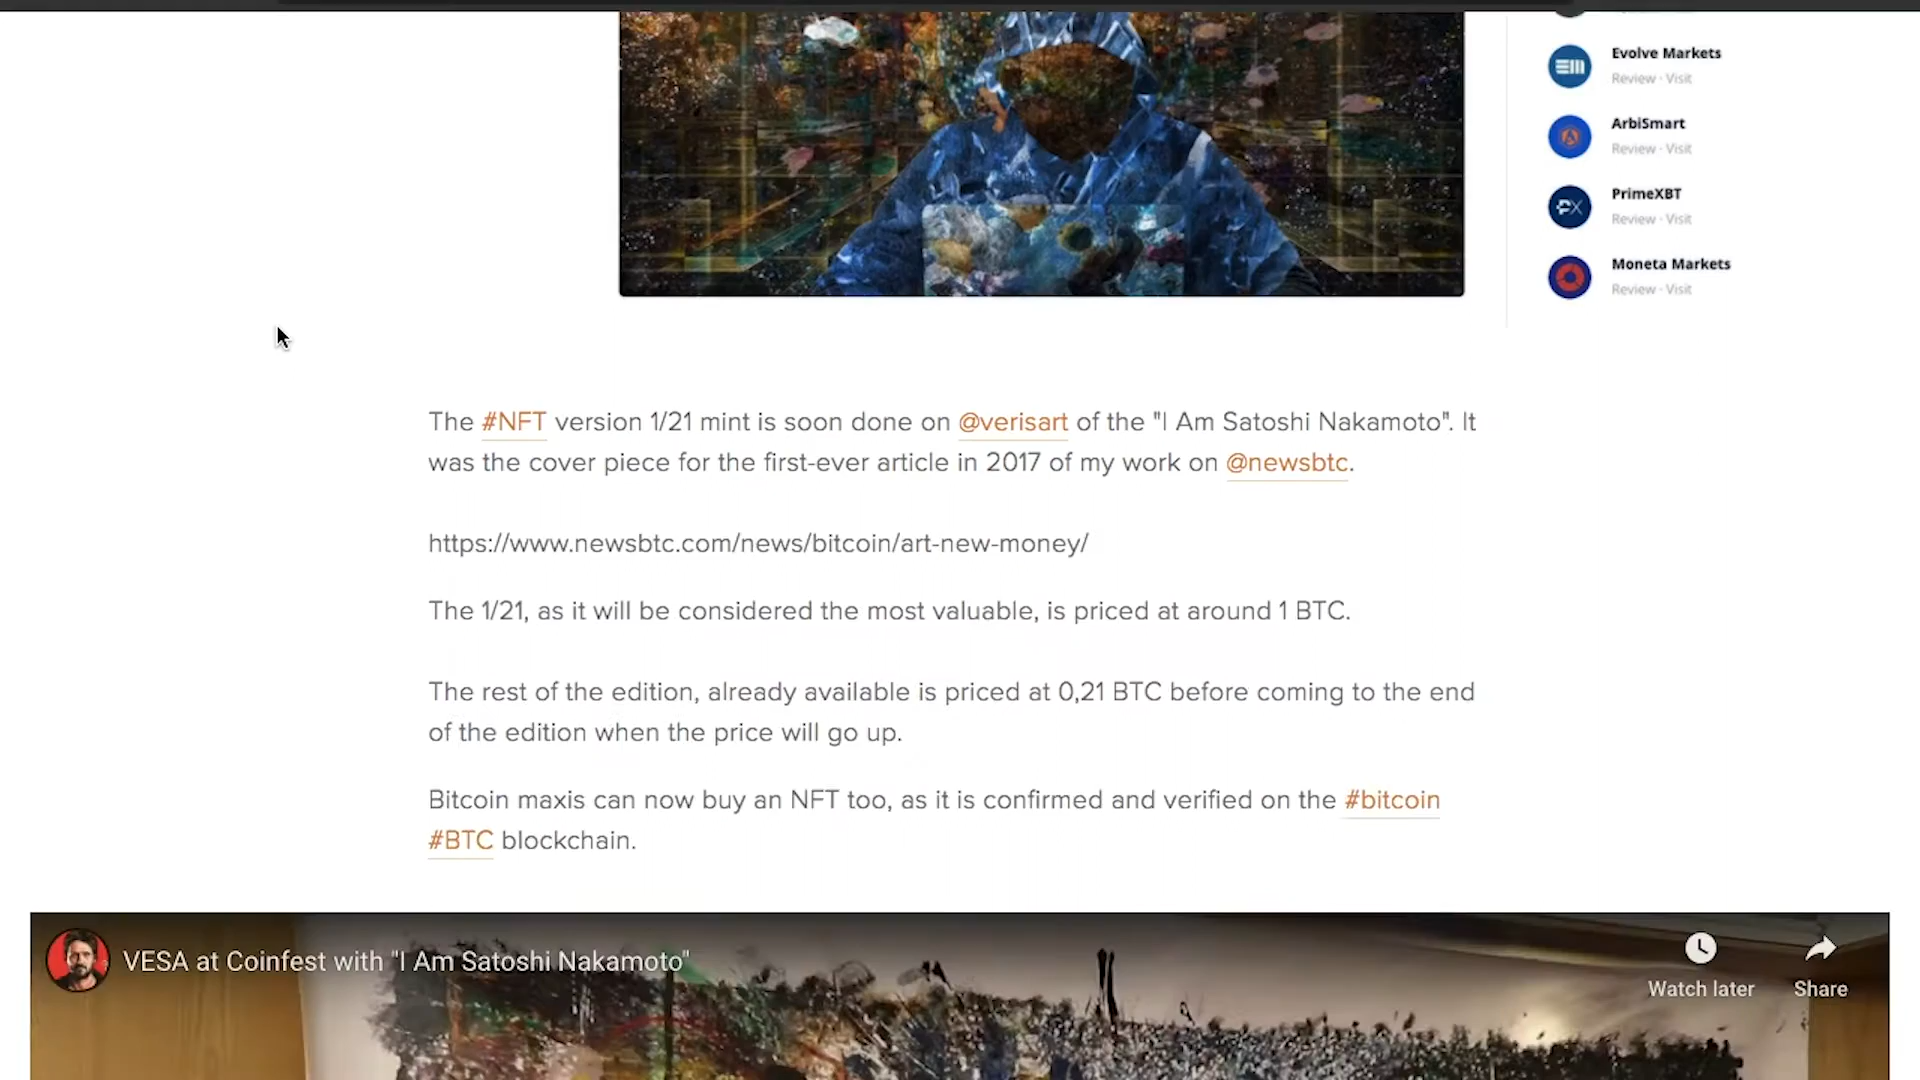 Evolve Markets
Review · Visit
ArbiSmart
Review · Visit
PrimeXBT
Review · Visit
Moneta Markets
Review · Visit
The #NFT version 1/21 mint is soon done on @verisart of the "I Am Satoshi Nakamoto". It
was the cover piece for the first-ever article in 2017 of my work on @newsbtc.
https://www.newsbtc.com/news/bitcoin/art-new-money/
The 1/21, as it will be considered the most valuable, is priced at around 1 BTC.
The rest of the edition, already available is priced at 0,21 BTC before coming to the end
of the edition when the price will go up.
Bitcoin maxis can now buy an NFT too, as it is confirmed and verified on the #bitcoin
#BTC blockchain.
VESA at Coinfest with "I Am Satoshi Nakamoto"
Watch later
Share